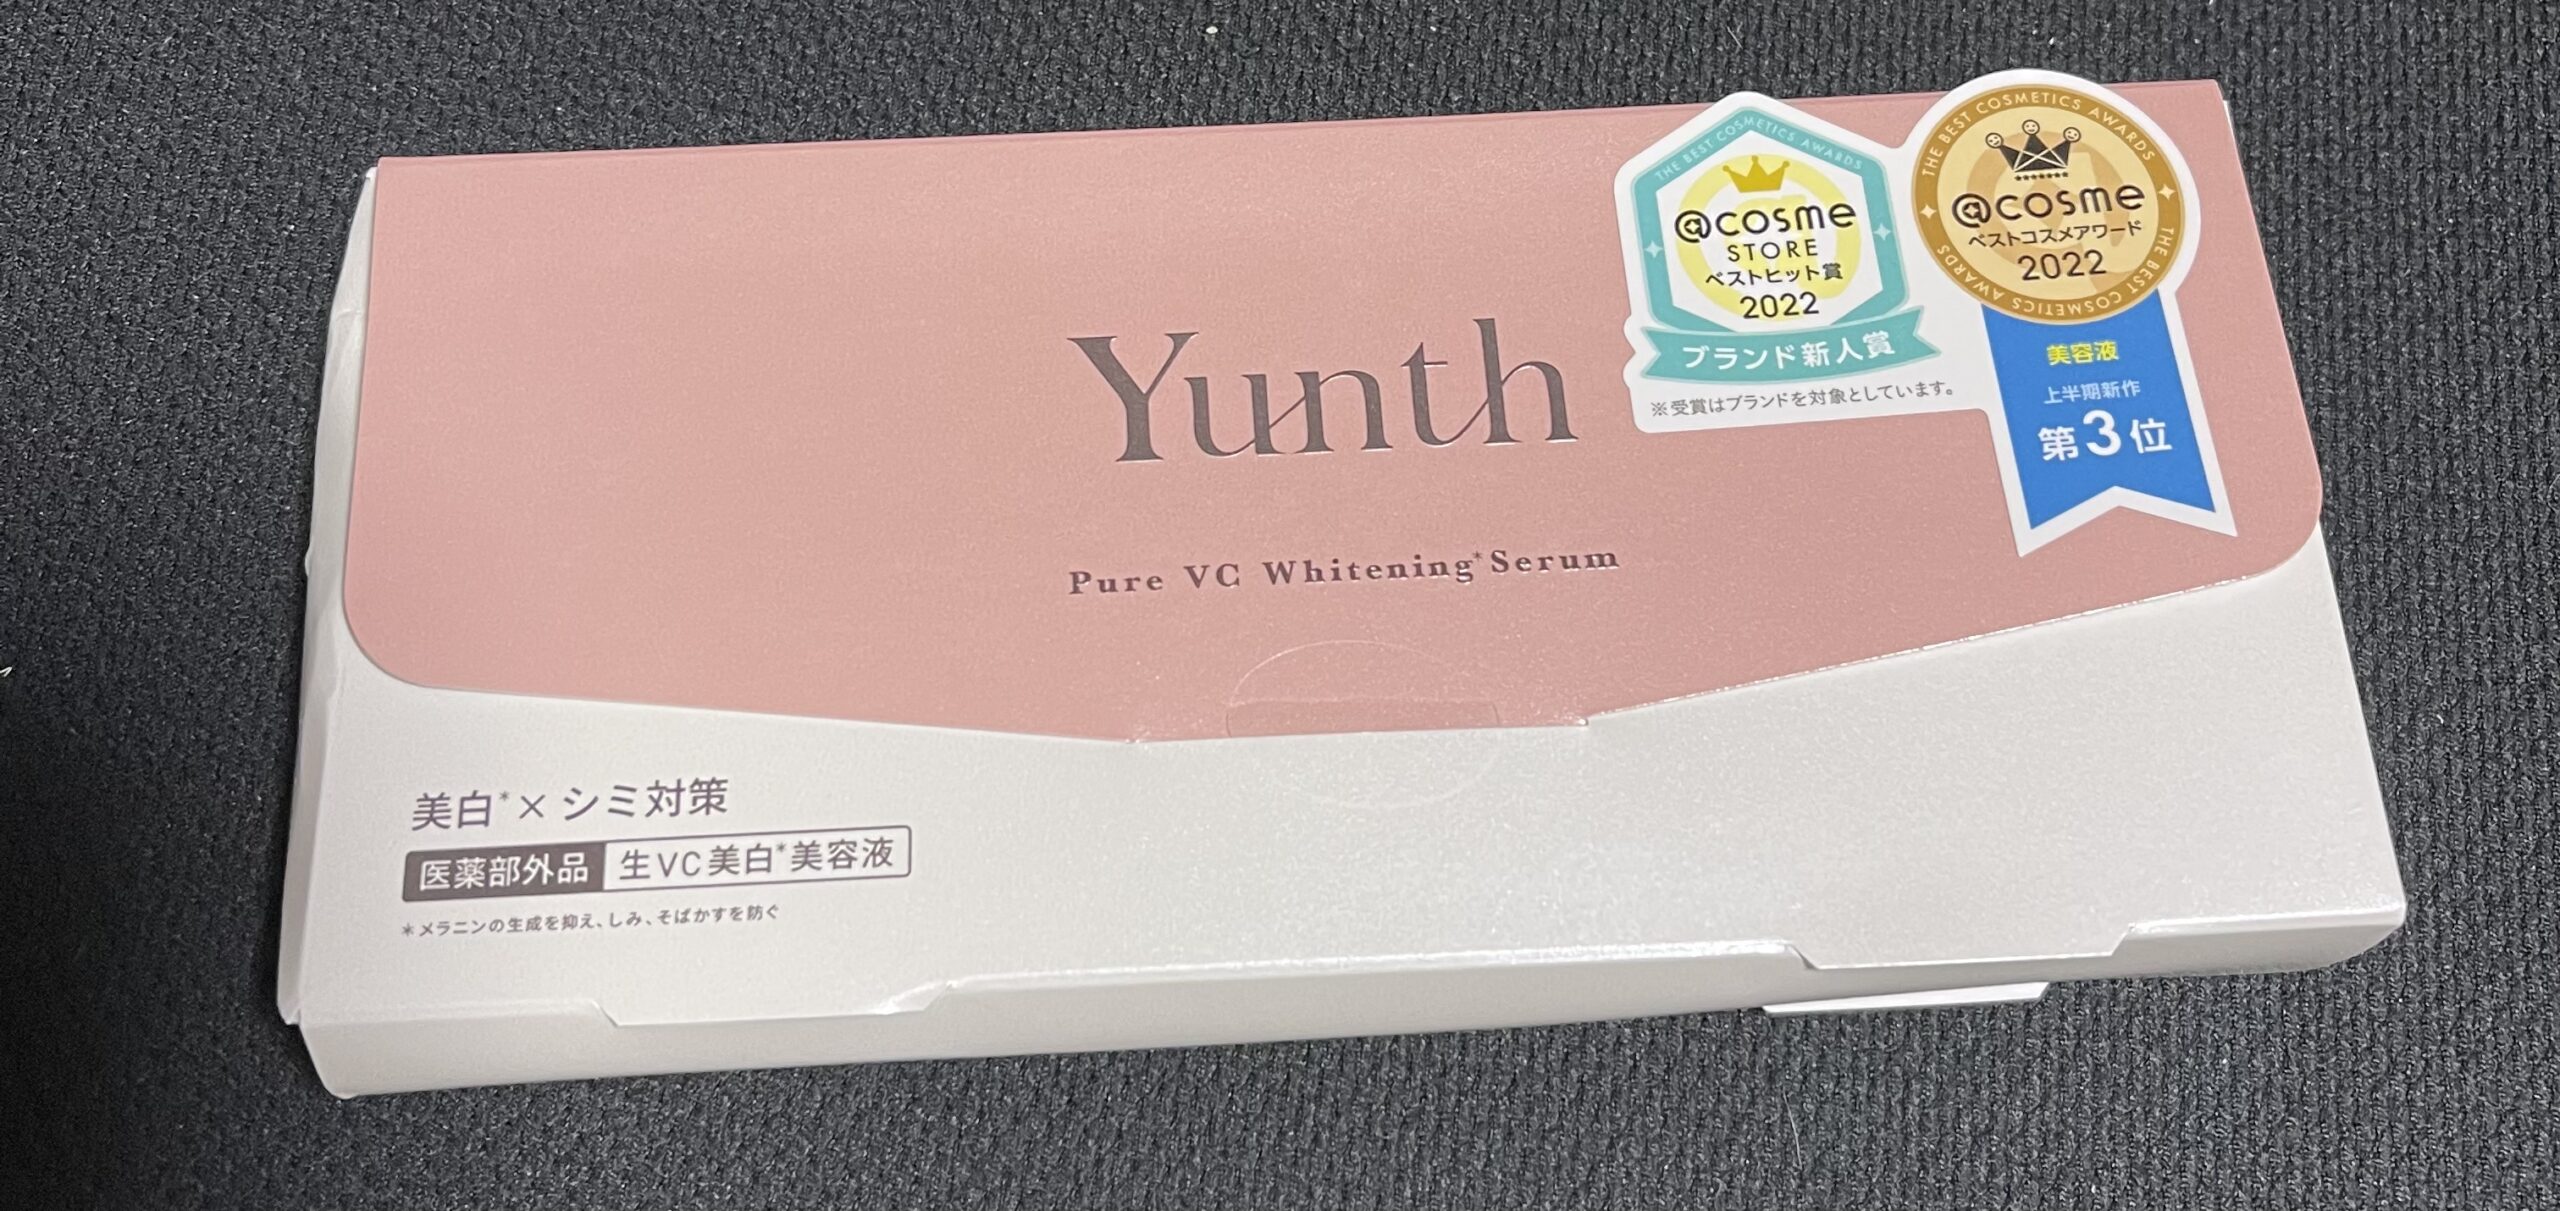 Yunth
Pure VC Whitening*Serum
THE BEST COSMETICS AWARDS
@cosme
STORE
ベストヒット賞
2022
ブランド新人賞
※受賞はブランドを対象としています。
THE BEST COSMETICS AWARDS
@cosme
ベストコスメアワード
2022
THE BEST COSMETICS AWARDS
美容液
上半期新作
第3位
美白*×シミ対策
医薬部外品 生VC美白*美容液
*メラニンの生成を抑え、しみ、そばかすを防ぐ